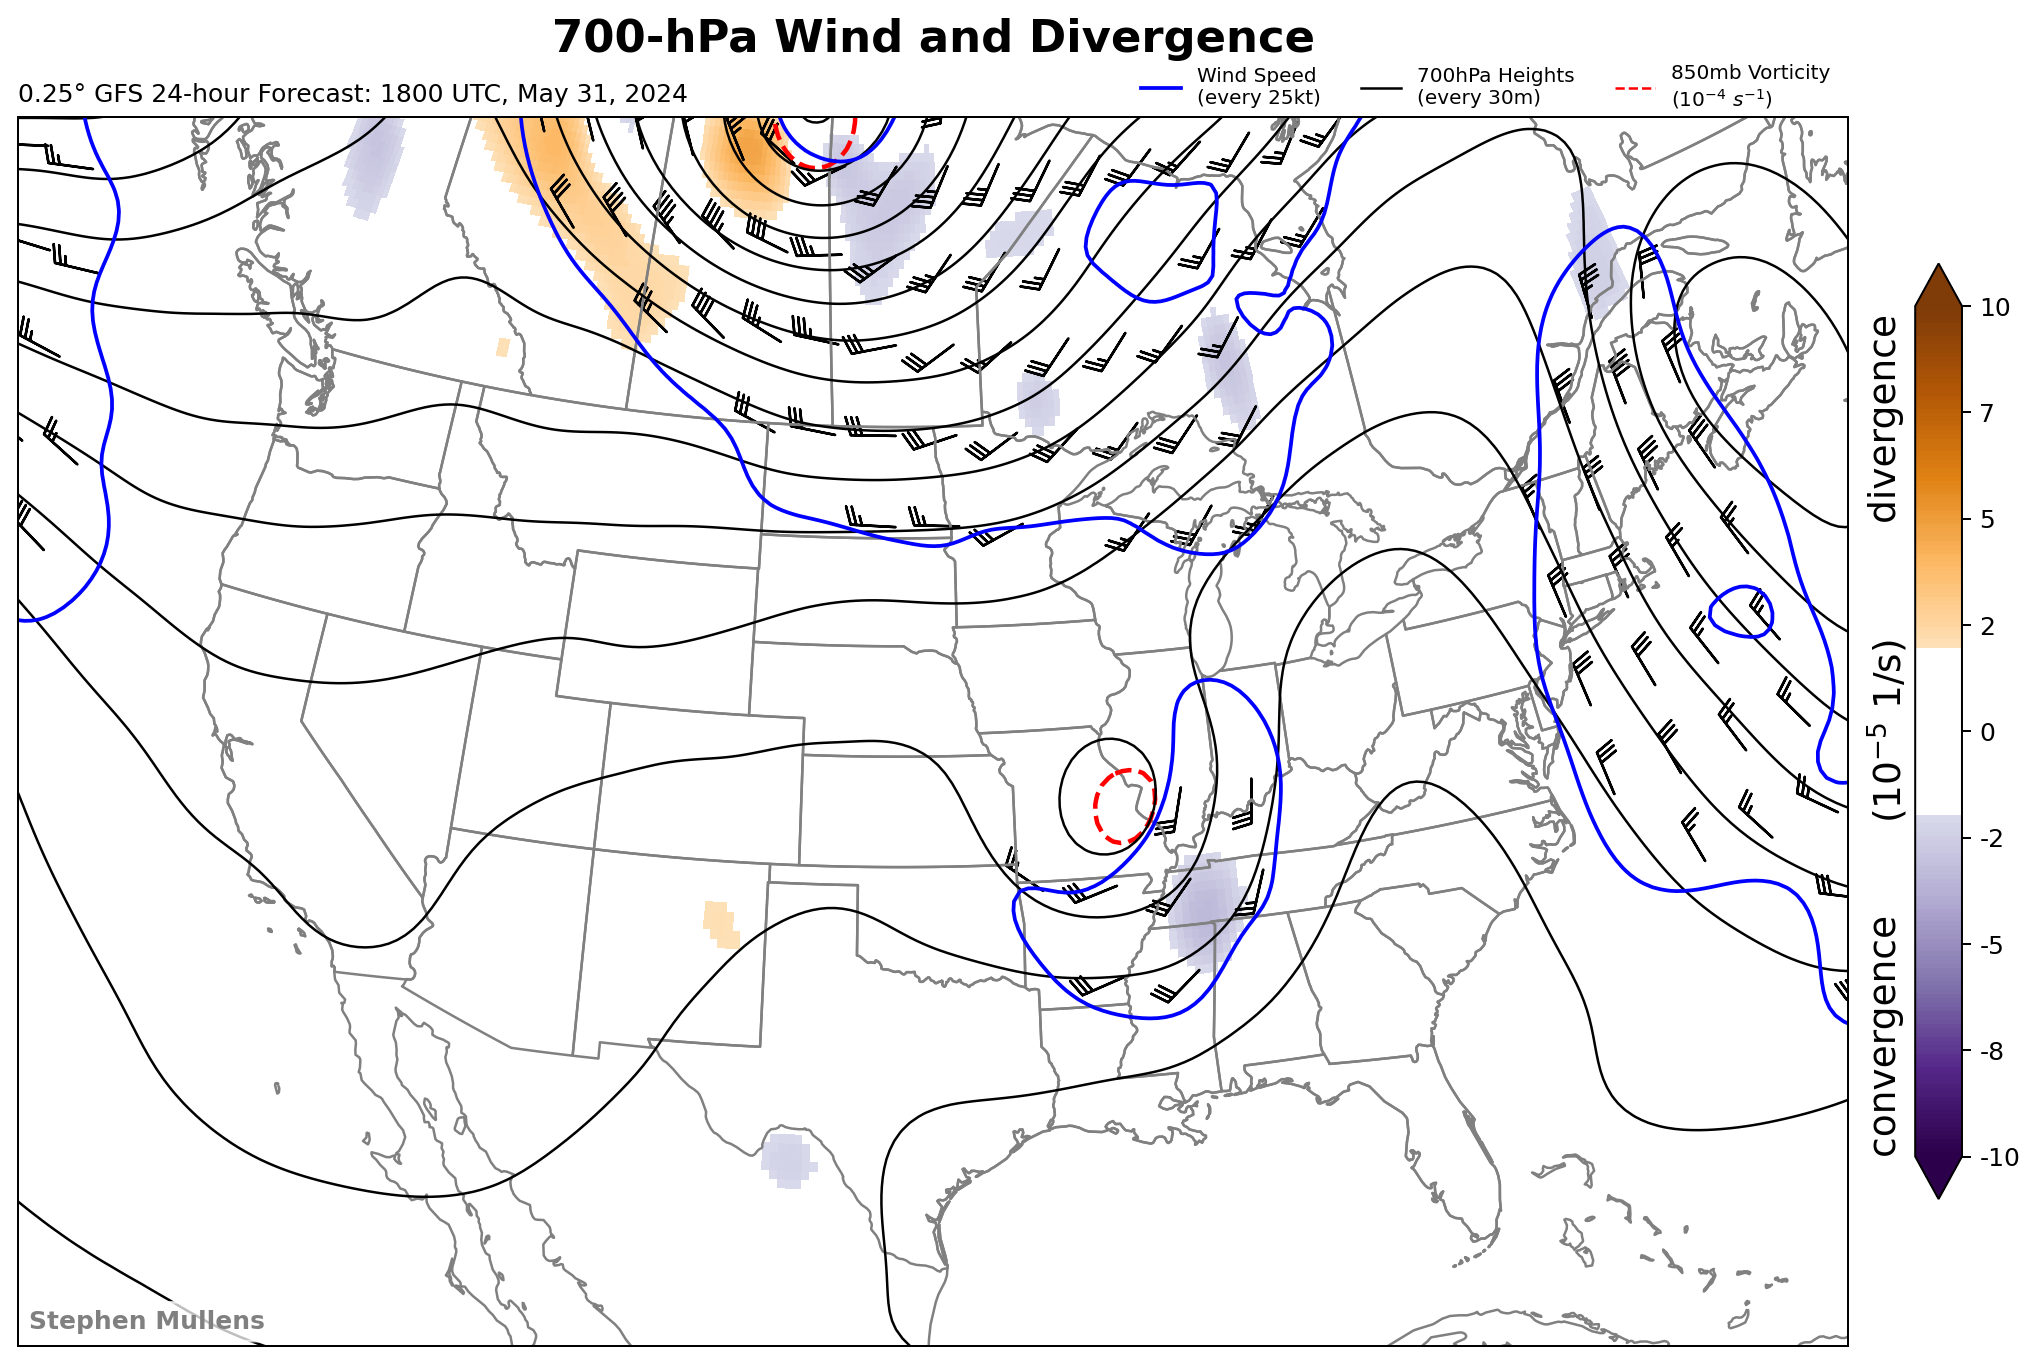 700-hPa Wind and Divergence
0.25° GFS 24-hour Forecast: 1800 UTC, May 31, 2024
Wind Speed
(every 25kt)
700hPa Heights
(every 30m)
850mb Vorticity
(10⁻⁴ s⁻¹)
10
7
5
2
0
-2
-5
-8
-10
convergence (10⁻⁵ 1/s) divergence
Stephen Mullens